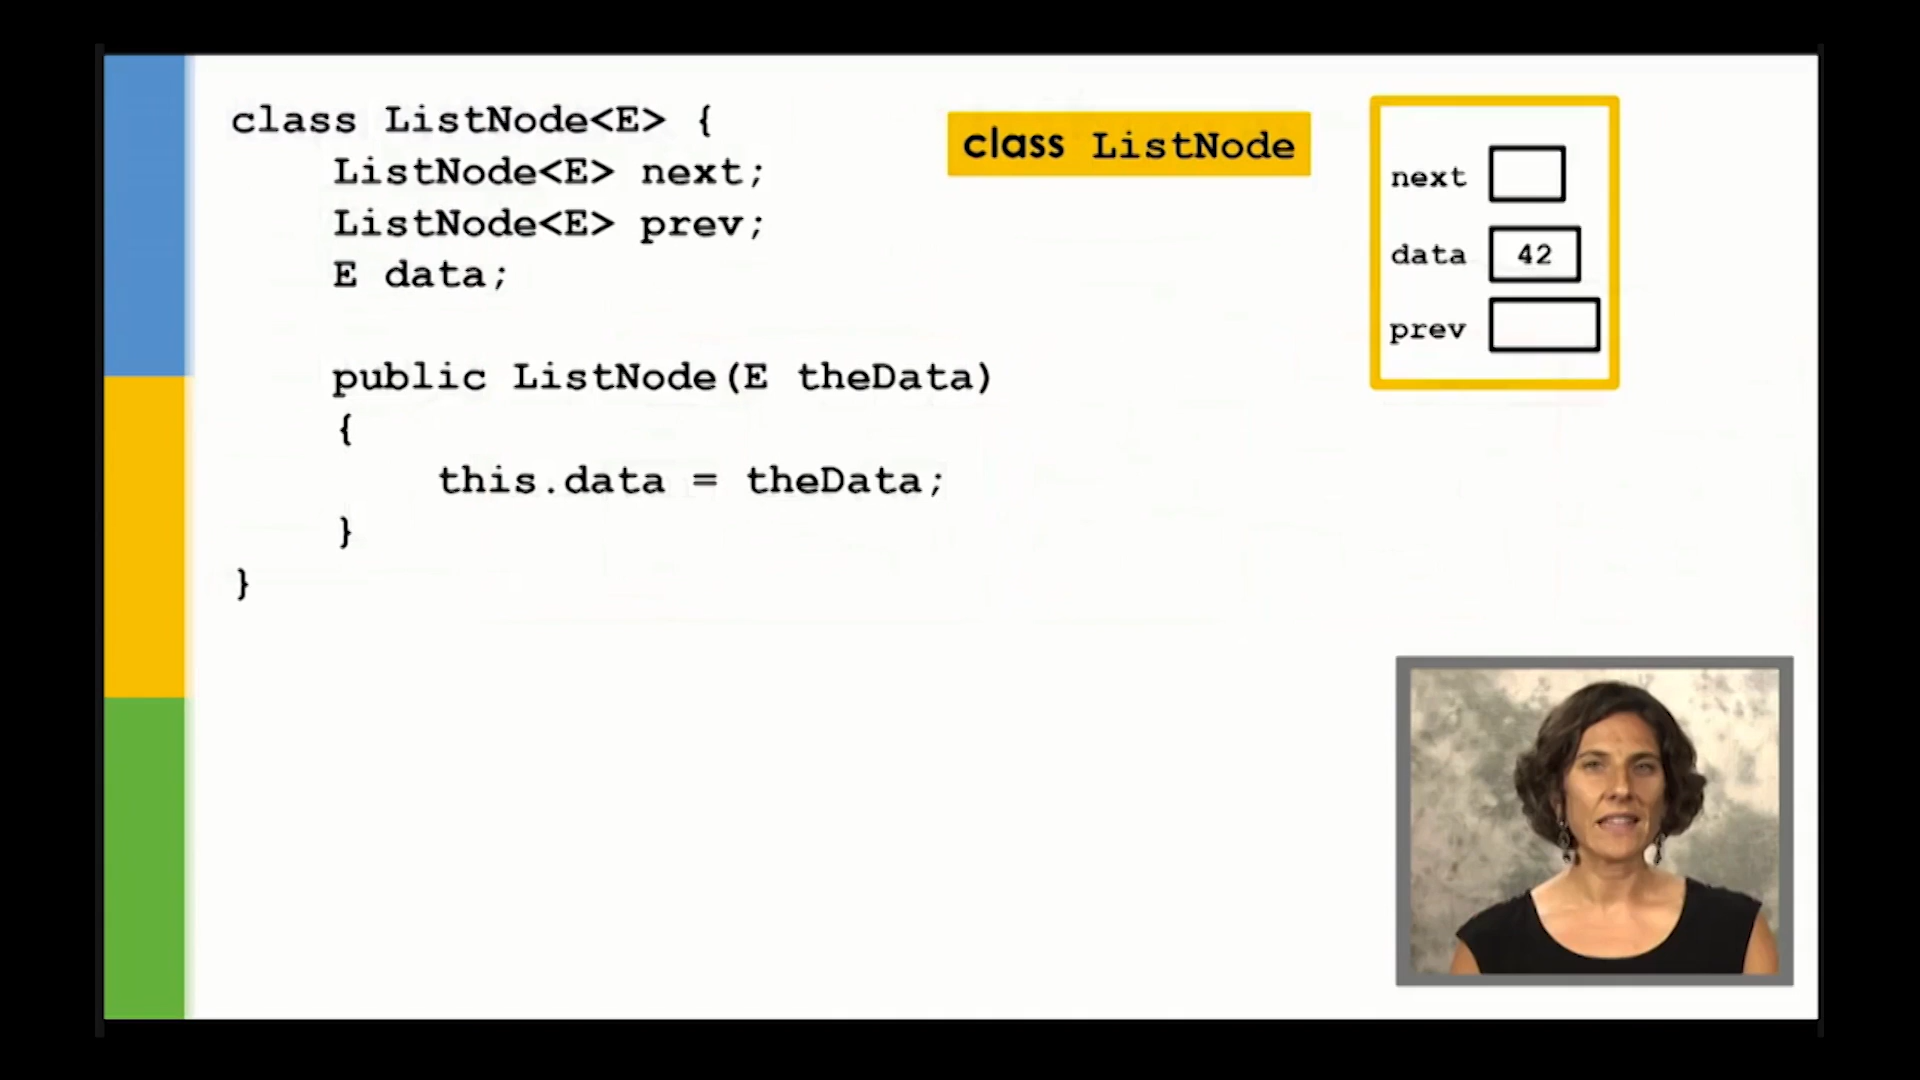 class ListNode<E> {
ListNode<E> next;
ListNode<E> prev;
E data;
public ListNode(E theData)
{
this.data = theData;
}
}
class ListNode
next
data 42
prev